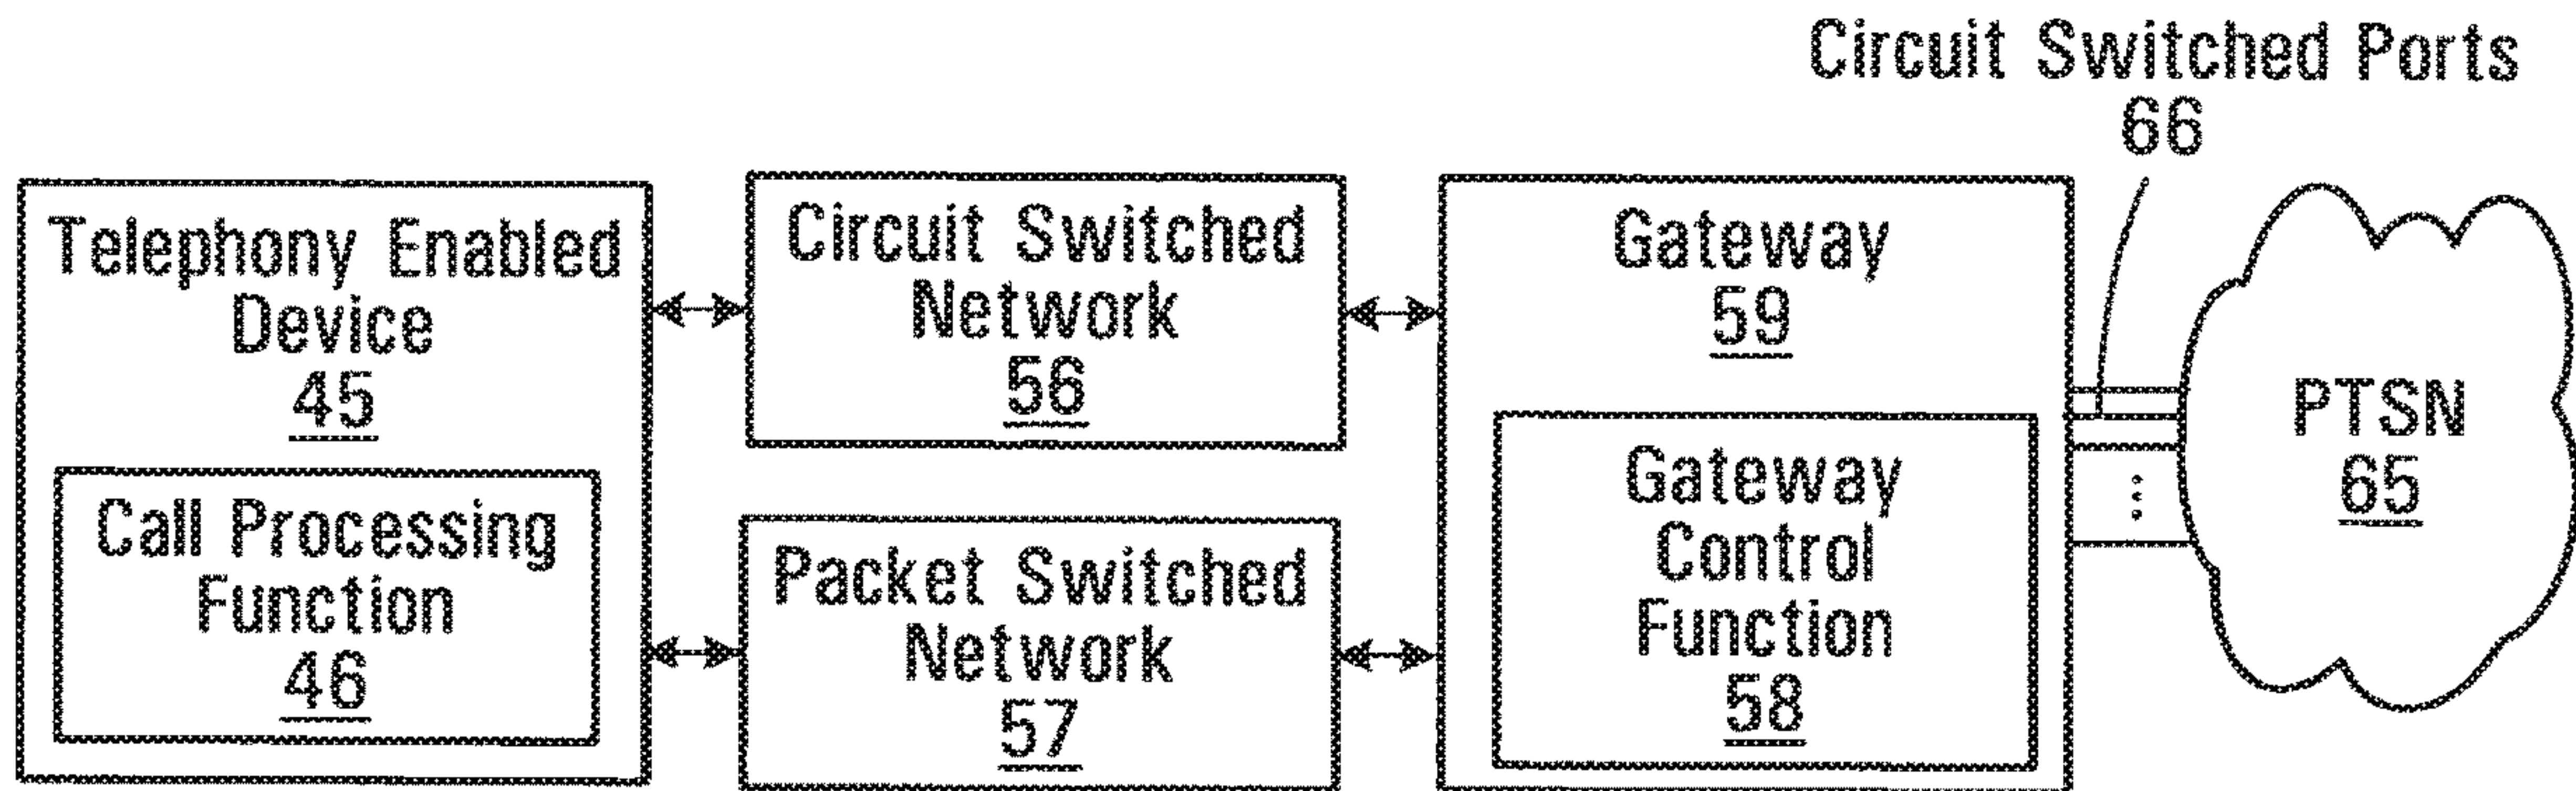 Circuit Switched Ports
66
Telephony Enabled
Device
45
Call Processing
Function
46
Circuit Switched
Network
56
Packet Switched
Network
57
Gateway
59
Gateway
Control
Function
58
PTSN
65